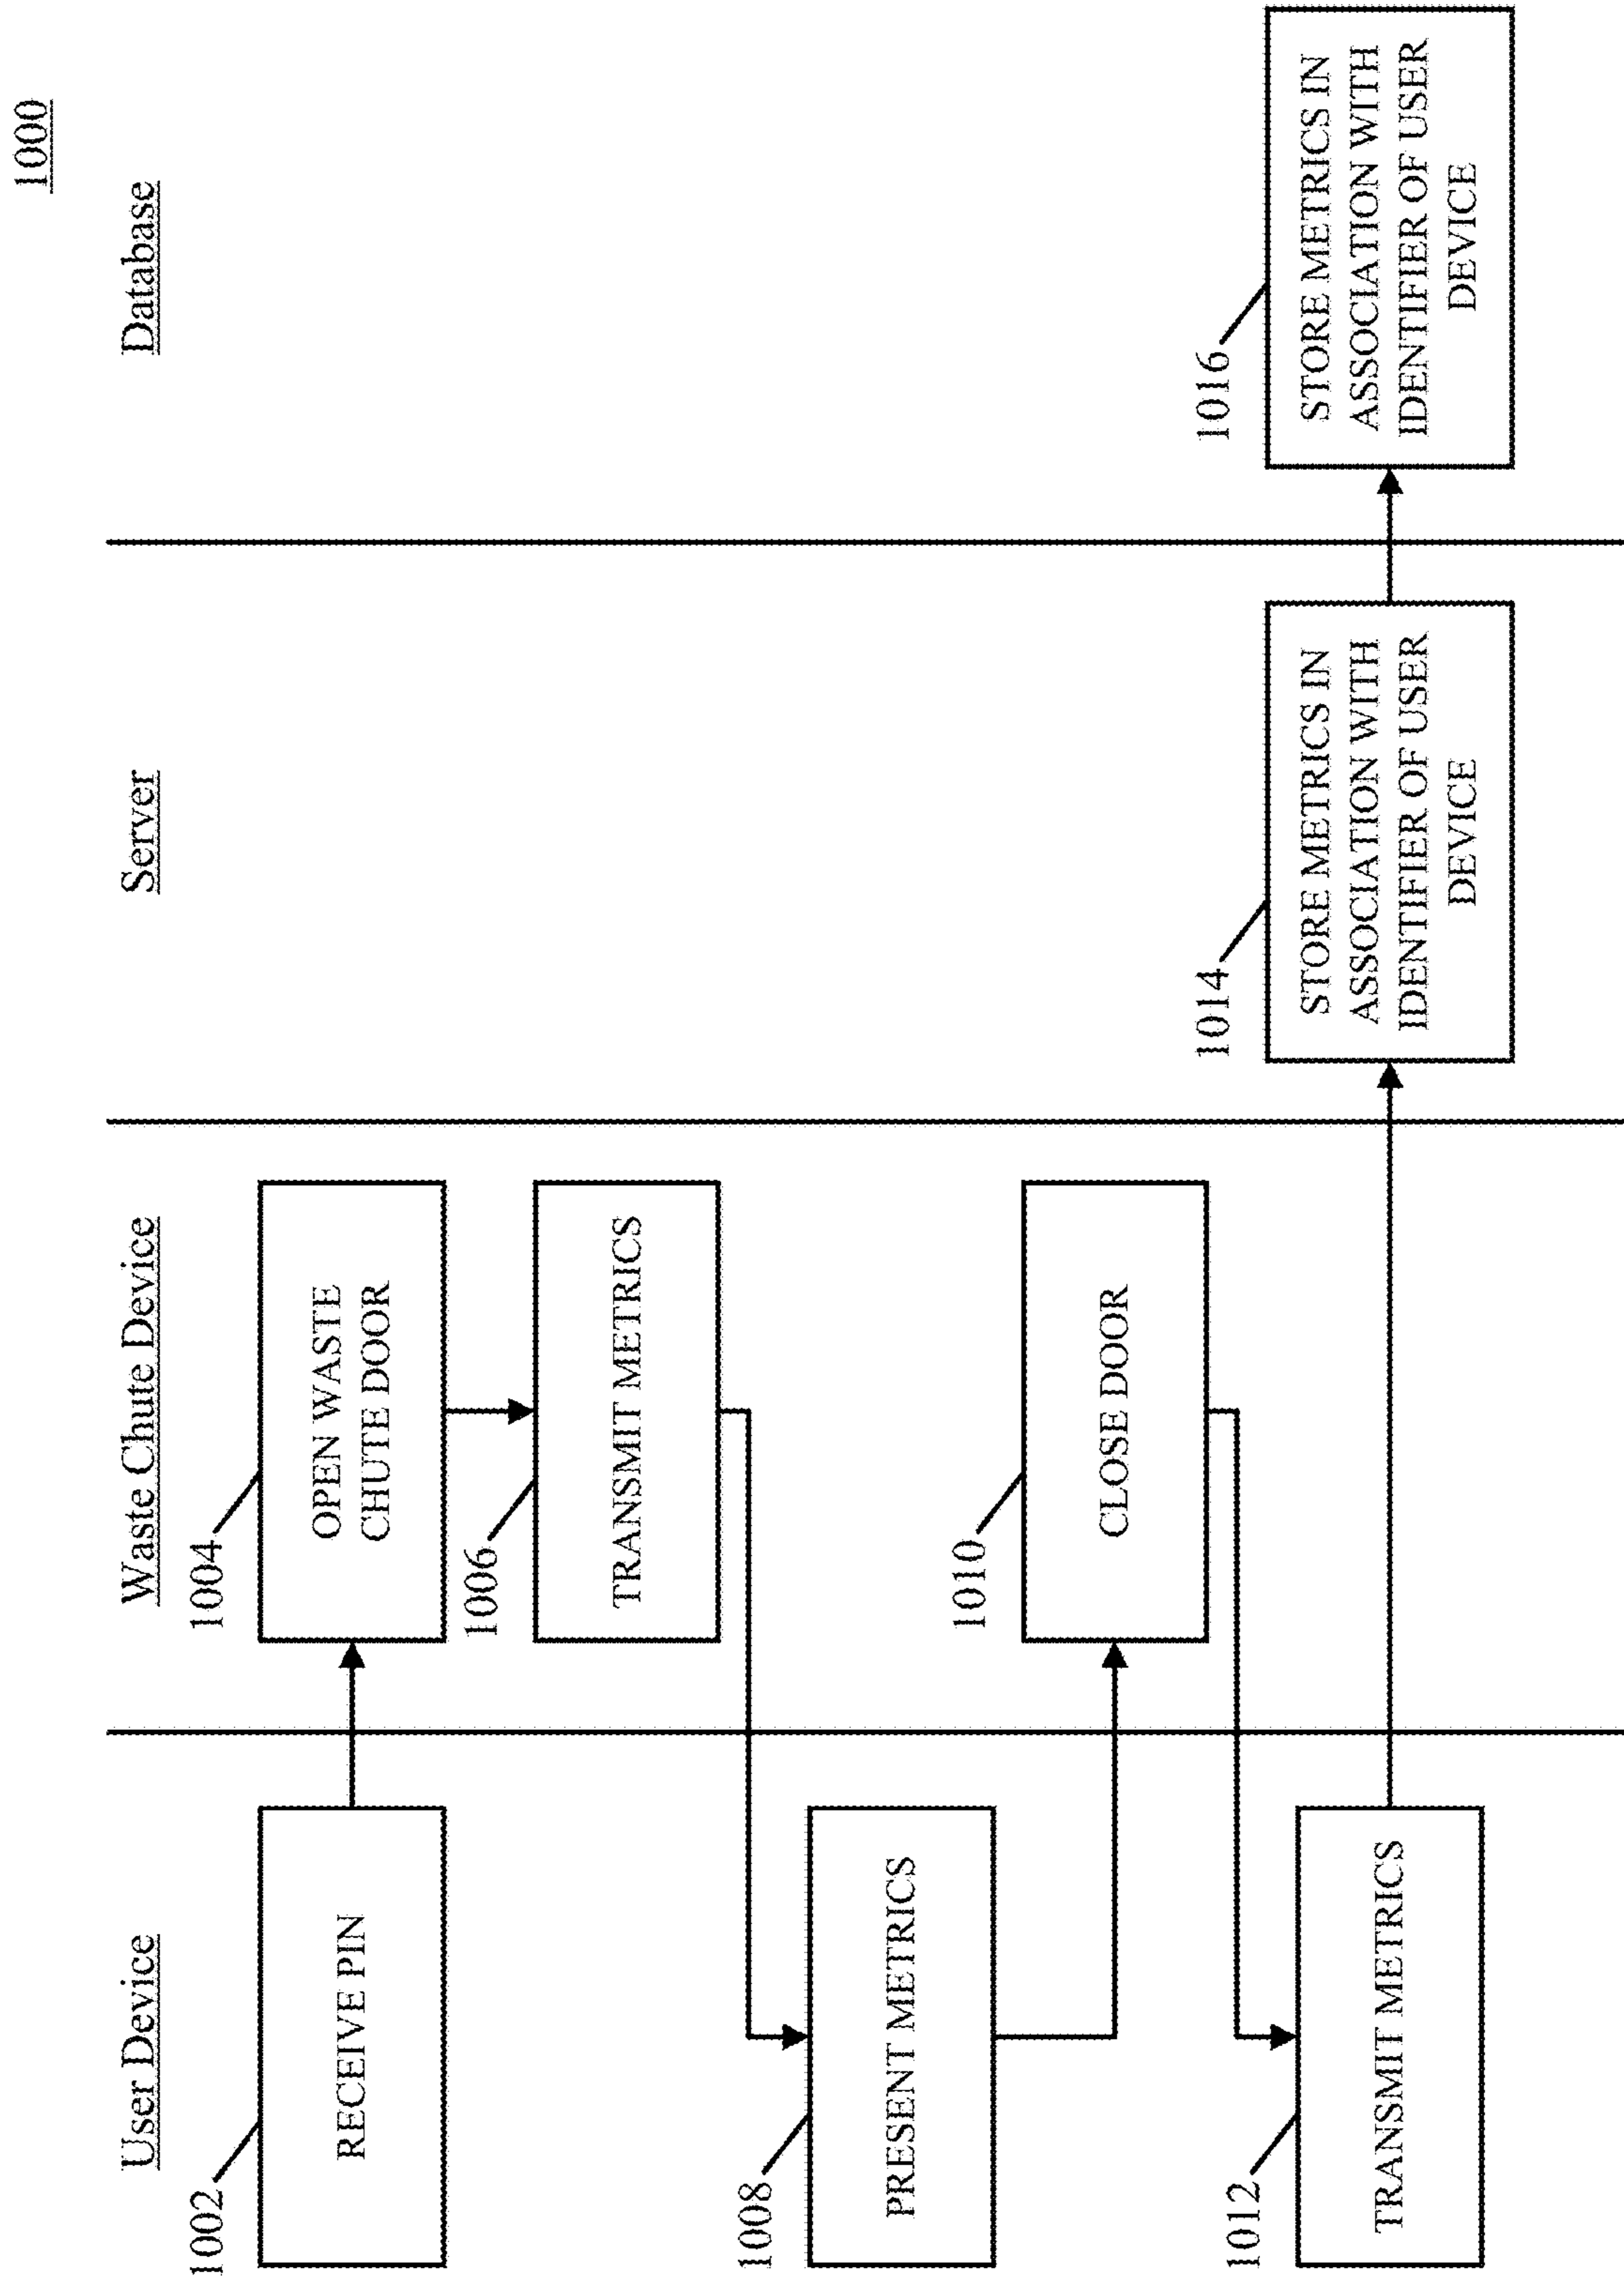 1000
User Device
Waste Chute Device
Server
Database
1002
RECEIVE PIN
1004
OPEN WASTE
CHUTE DOOR
1006
TRANSMIT METRICS
1008
PRESENT METRICS
1010
CLOSE DOOR
1012
TRANSMIT METRICS
1014
STORE METRICS IN
ASSOCIATION WITH
IDENTIFIER OF USER
DEVICE
1016
STORE METRICS IN
ASSOCIATION WITH
IDENTIFIER OF USER
DEVICE